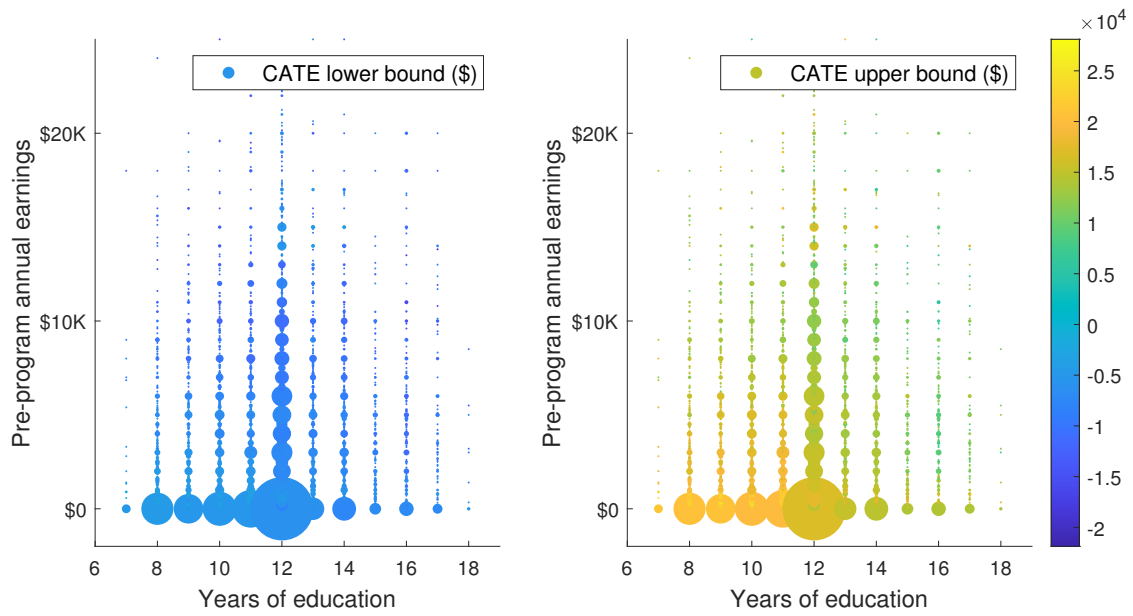 CATE lower bound ($)
$20K
$10K
$0
Pre-program annual earnings
6 8 10 12 14 16 18
Years of education
CATE upper bound ($)
$20K
$10K
$0
Pre-program annual earnings
6 8 10 12 14 16 18
Years of education
×10⁴
2.5
2
1.5
1
0.5
0
-0.5
-1
-1.5
-2